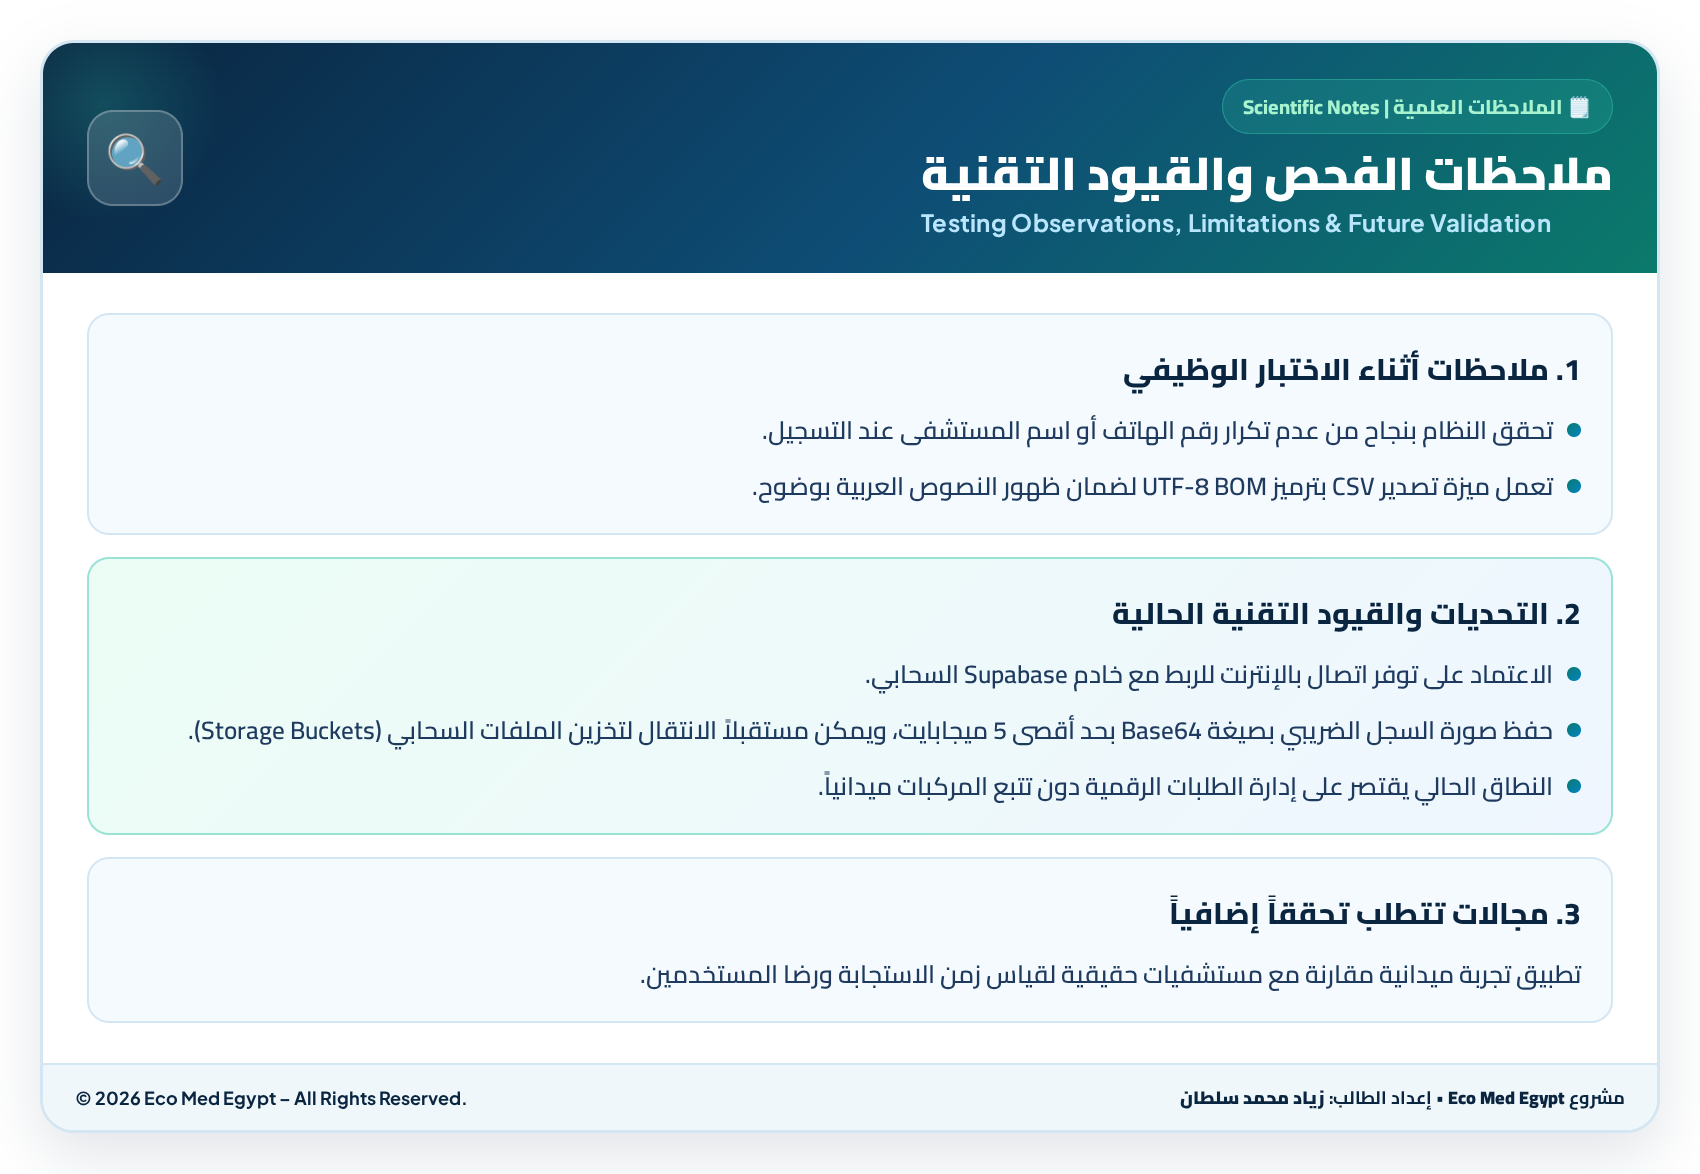 الملاحظات العلمية | Scientific Notes
ملاحظات الفحص والقيود التقنية
Testing Observations, Limitations & Future Validation
1. ملاحظات أثناء الاختبار الوظيفي
تحقق النظام بنجاح من عدم تكرار رقم الهاتف أو اسم المستشفى عند التسجيل.
تعمل ميزة تصدير CSV بترميز UTF-8 BOM لضمان ظهور النصوص العربية بوضوح.
2. التحديات والقيود التقنية الحالية
الاعتماد على توفر اتصال بالإنترنت للربط مع خادم Supabase السحابي.
حفظ صورة السجل الضريبي بصيغة Base64 بحد أقصى 5 ميجابايت، ويمكن مستقبلاً الانتقال لتخزين الملفات السحابي (Storage Buckets).
النطاق الحالي يقتصر على إدارة الطلبات الرقمية دون تتبع المركبات ميدانياً.
3. مجالات تتطلب تحققاً إضافياً
تطبيق تجربة ميدانية مقارنة مع مستشفيات حقيقية لقياس زمن الاستجابة ورضا المستخدمين.
مشروع Eco Med Egypt • إعداد الطالب: زياد محمد سلطان
© 2026 Eco Med Egypt – All Rights Reserved.